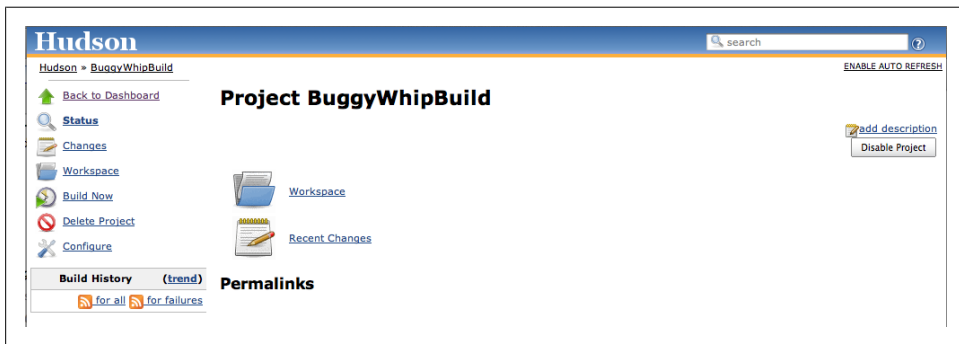 Hudson
search
Hudson » BuggyWhipBuild
ENABLE AUTO REFRESH
Back to Dashboard
Status
Changes
Workspace
Build Now
Delete Project
Configure
Build History (trend)
for all for failures
Project BuggyWhipBuild
add description
Disable Project
Workspace
Recent Changes
Permalinks